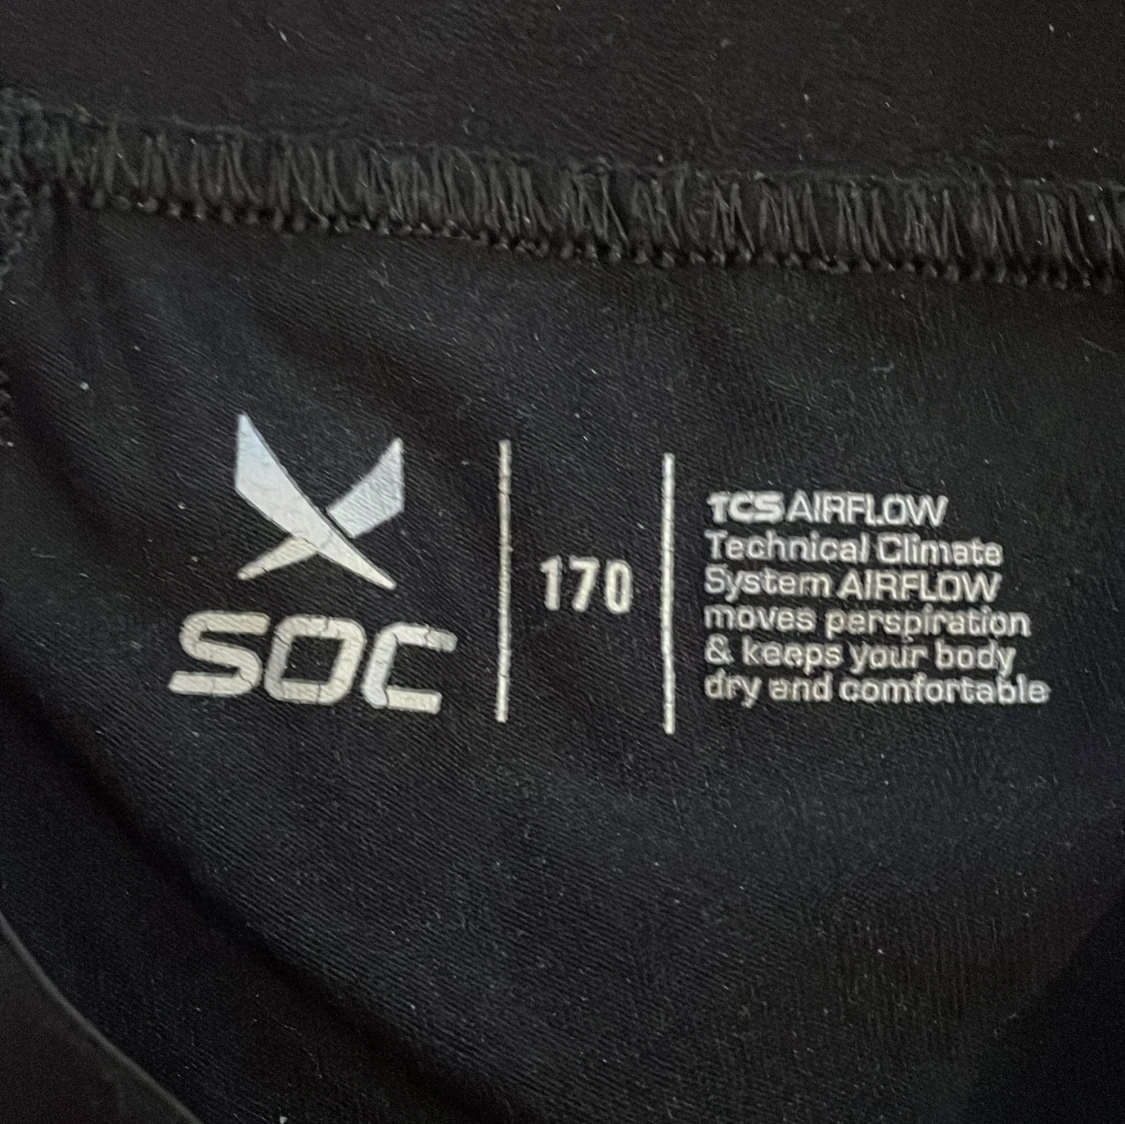 SOC
170
TCS AIRFLOW
Technical Climate
System AIRFLOW
moves perspiration
& keeps your body
dry and comfortable